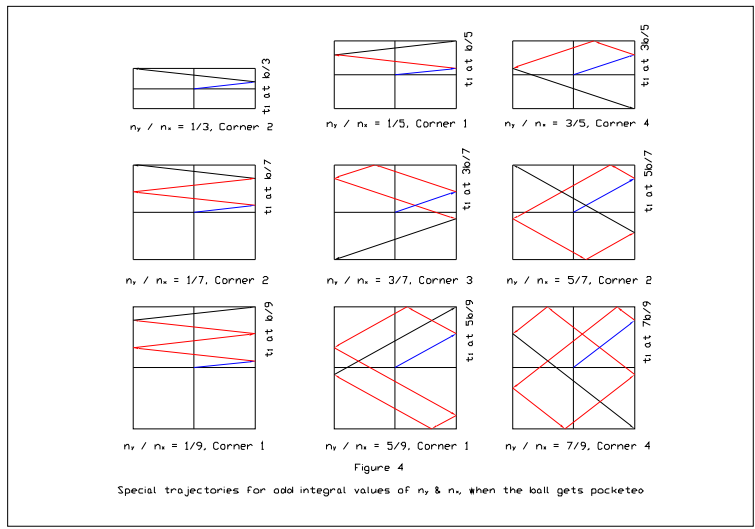 t₁ at b/3
nᵧ / nₓ = 1/3, Corner 2
t₁ at b/5
nᵧ / nₓ = 1/5, Corner 1
t₁ at 3b/5
nᵧ / nₓ = 3/5, Corner 4
t₁ at b/7
nᵧ / nₓ = 1/7, Corner 2
t₁ at 3b/7
nᵧ / nₓ = 3/7, Corner 3
t₁ at 5b/7
nᵧ / nₓ = 5/7, Corner 2
t₁ at b/9
nᵧ / nₓ = 1/9, Corner 1
t₁ at 5b/9
nᵧ / nₓ = 5/9, Corner 1
t₁ at 7b/9
nᵧ / nₓ = 7/9, Corner 4
Figure 4
Special trajectories for odd integral values of nᵧ & nₓ, when the ball gets pocketed